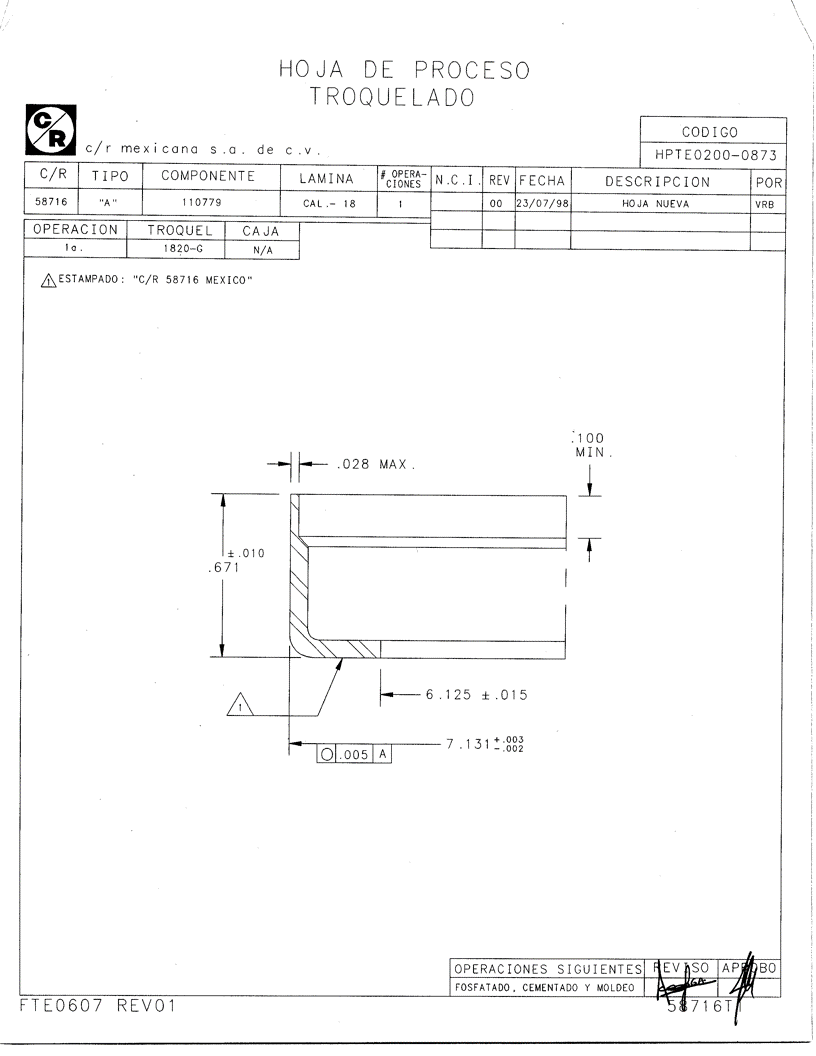 HOJA DE PROCESO
TROQUELADO
C/R
c/r mexicana s.a. de c.v.
CODIGO
HPTE0200-0873
C/R TIPO COMPONENTE LAMINA # OPERA-CIONES N.C.I. REV FECHA DESCRIPCION POR
58716 "A" 110779 CAL.- 18 1 00 23/07/98 HOJA NUEVA VRB
OPERACION TROQUEL CAJA
1a. 1820-G N/A
1 ESTAMPADO: "C/R 58716 MEXICO"
.100
MIN.
.028 MAX.
±.010
.671
6.125 ±.015
1
7.131 +.003
-.002
.005 A
OPERACIONES SIGUIENTES REVISO APROBO
FOSFATADO, CEMENTADO Y MOLDEO
FTE0607 REV01
58716T